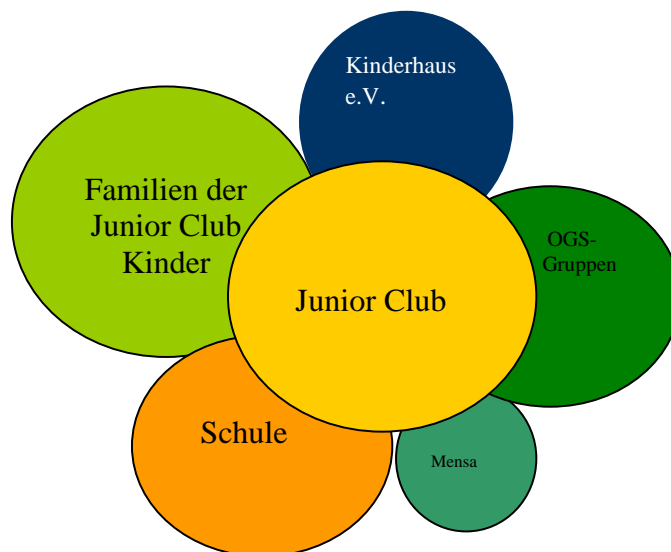 Kinderhaus
e.V.
Familien der
Junior Club
Kinder
OGS-
Gruppen
Junior Club
Schule
Mensa